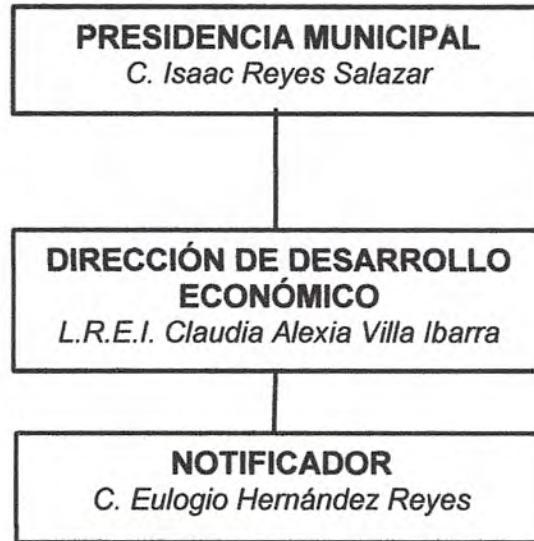 PRESIDENCIA MUNICIPAL
C. Isaac Reyes Salazar
DIRECCIÓN DE DESARROLLO
ECONÓMICO
L.R.E.I. Claudia Alexia Villa Ibarra
NOTIFICADOR
C. Eulogio Hernández Reyes